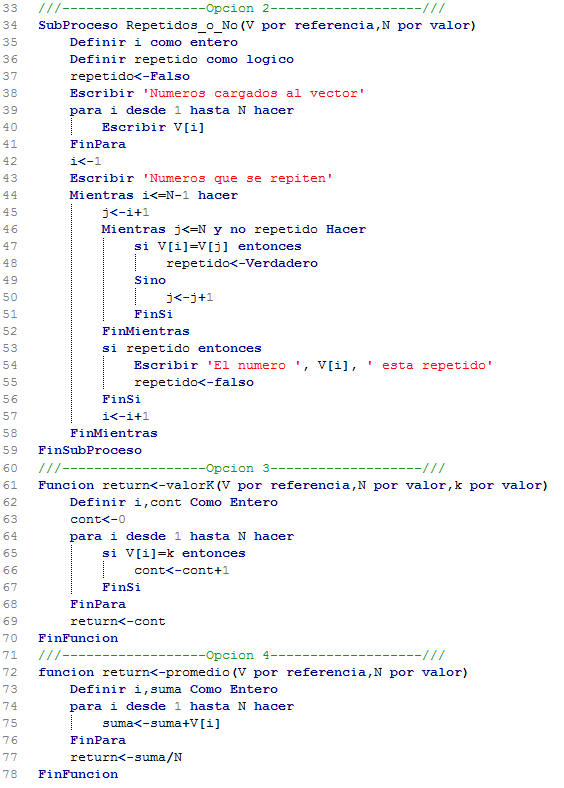 33 ///------------------Opcion 2-------------------///
34 SubProceso Repetidos_o_No(V por referencia,N por valor)
35     Definir i como entero
36     Definir repetido como logico
37     repetido<-Falso
38     Escribir 'Numeros cargados al vector'
39     para i desde 1 hasta N hacer
40         Escribir V[i]
41     FinPara
42     i<-1
43     Escribir 'Numeros que se repiten'
44     Mientras i<=N-1 hacer
45         j<-i+1
46         Mientras j<=N y no repetido Hacer
47             si V[i]=V[j] entonces
48                 repetido<-Verdadero
49             Sino
50                 j<-j+1
51             FinSi
52         FinMientras
53         si repetido entonces
54             Escribir 'El numero ', V[i], ' esta repetido'
55             repetido<-falso
56         FinSi
57         i<-i+1
58     FinMientras
59 FinSubProceso
60 ///------------------Opcion 3-------------------///
61 Funcion return<-valorK(V por referencia,N por valor,k por valor)
62     Definir i,cont Como Entero
63     cont<-0
64     para i desde 1 hasta N hacer
65         si V[i]=k entonces
66             cont<-cont+1
67         FinSi
68     FinPara
69     return<-cont
70 FinFuncion
71 ///------------------Opcion 4-------------------///
72 funcion return<-promedio(V por referencia,N por valor)
73     Definir i,suma Como Entero
74     para i desde 1 hasta N hacer
75         suma<-suma+V[i]
76     FinPara
77     return<-suma/N
78 FinFuncion